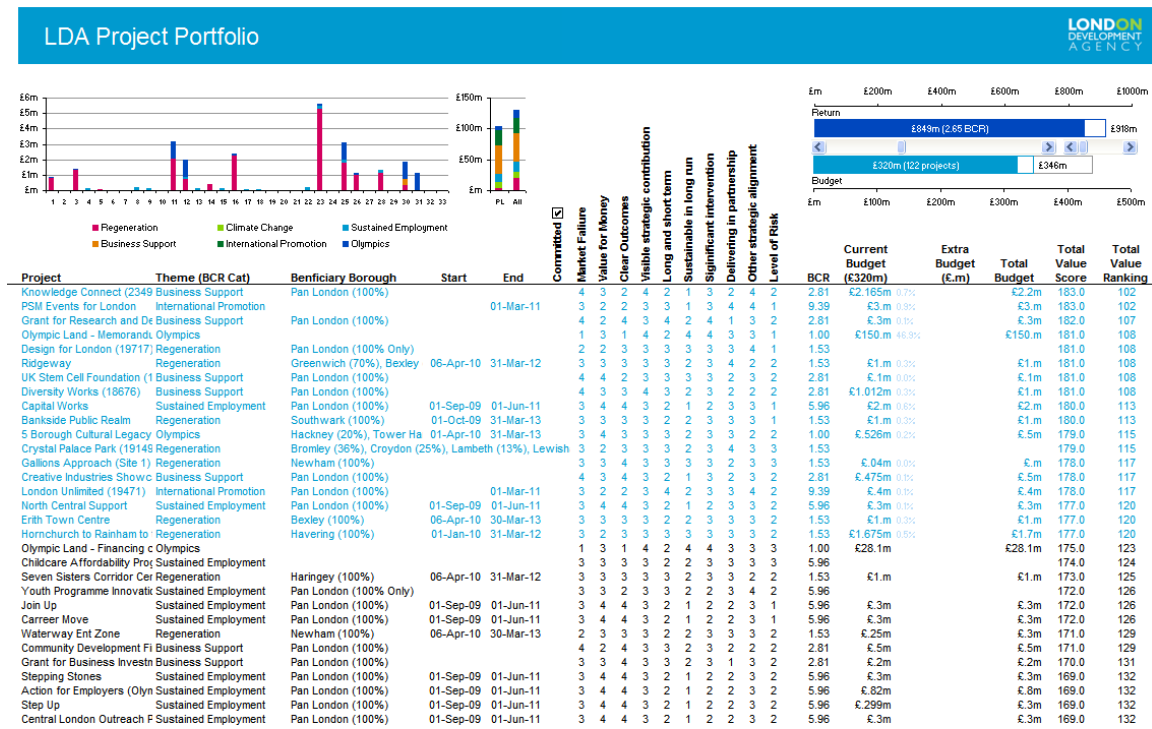 LDA Project Portfolio
LONDON
DEVELOPMENT
AGENCY
£6m
£5m
£4m
£3m
£2m
£1m
£m
1 2 3 4 5 6 7 8 9 10 11 12 13 14 15 16 17 18 19 20 21 22 23 24 25 26 27 28 29 30 31 32 33
£150m
£100m
£50m
£m
PL All
Regeneration Climate Change Sustained Employment
Business Support International Promotion Olympics
£m £200m £400m £600m £800m £1000m
Return
£849m (2.65 BCR) £918m
£320m (122 projects) £346m
Budget
£m £100m £200m £300m £400m £500m
Project Theme (BCR Cat) Benficiary Borough Start End Committed Market Failure Value for Money Clear Outcomes Visible strategic contribution Long and short term Sustainable in long run Siginificant intervention Delivering in partnership Other strategic alignment Level of Risk BCR Current Budget (£320m) Extra Budget (£.m) Total Budget Total Value Score Total Value Ranking
Knowledge Connect (2349 Business Support Pan London (100%) 4 3 2 4 2 1 3 2 4 2 2.81 £2.165m 0.7% £2.2m 183.0 102
PSM Events for London International Promotion 01-Mar-11 3 2 2 3 3 1 3 4 4 1 9.39 £3.m 0.9% £3.m 183.0 102
Grant for Research and De Business Support Pan London (100%) 4 2 4 3 4 2 4 1 3 2 2.81 £.3m 0.1% £.3m 182.0 107
Olympic Land - Memorandu Olympics 1 3 1 4 2 4 4 3 3 2 1.00 £150.m 46.9% £150.m 181.0 108
Design for London (19717) Regeneration Pan London (100% Only) 2 2 3 3 3 3 3 3 4 1 1.53 181.0 108
Ridgeway Regeneration Greenwich (70%), Bexley 06-Apr-10 31-Mar-12 3 3 3 3 3 2 3 4 2 2 1.53 £1.m 0.3% £1.m 181.0 108
UK Stem Cell Foundation (1 Business Support Pan London (100%) 4 4 2 3 3 3 3 2 3 2 2.81 £.1m 0.0% £.1m 181.0 108
Diversity Works (18676) Business Support Pan London (100%) 4 3 3 4 3 2 3 2 2 2 2.81 £1.012m 0.3% £1.m 181.0 108
Capital Works Sustained Employment Pan London (100%) 01-Sep-09 01-Jun-11 3 4 4 3 2 1 2 3 3 1 5.96 £2.m 0.6% £2.m 180.0 113
Bankside Public Realm Regeneration Southwark (100%) 01-Oct-09 31-Mar-13 3 3 3 3 3 3 3 3 3 1 1.53 £1.m 0.3% £1.m 180.0 113
5 Borough Cultural Legacy Olympics Hackney (20%), Tower Ha 01-Apr-10 31-Mar-13 3 4 3 3 3 2 3 3 2 2 1.00 £.526m 0.2% £.5m 179.0 115
Crystal Palace Park (19149 Regeneration Bromley (36%), Croydon (25%), Lambeth (13%), Lewish 3 2 3 3 3 2 3 4 3 3 1.53 179.0 115
Gallions Approach (Site 1) Regeneration Newham (100%) 3 3 4 3 3 3 3 2 3 3 1.53 £.04m 0.0% £.m 178.0 117
Creative Industries Showc Business Support Pan London (100%) 4 3 4 3 2 1 3 2 3 2 2.81 £.475m 0.1% £.5m 178.0 117
London Unlimited (19471) International Promotion 01-Mar-11 3 2 2 3 4 2 3 3 4 2 9.39 £.4m 0.1% £.4m 178.0 117
North Central Support Sustained Employment Pan London (100%) 01-Sep-09 01-Jun-11 3 4 4 3 2 1 2 3 3 2 5.96 £.3m 0.1% £.3m 177.0 120
Erith Town Centre Regeneration Bexley (100%) 06-Apr-10 30-Mar-13 3 3 3 3 2 2 3 3 3 2 1.53 £1.m 0.3% £1.m 177.0 120
Hornchurch to Rainham to Regeneration Havering (100%) 01-Jan-10 31-Mar-12 3 2 3 3 3 3 3 3 3 2 1.53 £1.675m 0.5% £1.7m 177.0 120
Olympic Land - Financing c Olympics 1 3 1 4 2 4 4 3 3 3 1.00 £28.1m £28.1m 175.0 123
Childcare Affordability Prog Sustained Employment 3 3 3 3 2 2 3 3 3 3 5.96 174.0 124
Seven Sisters Corridor Cer Regeneration Haringey (100%) 06-Apr-10 31-Mar-12 3 3 3 3 3 2 3 3 2 2 1.53 £1.m £1.m 173.0 125
Youth Programme Innovatic Sustained Employment Pan London (100% Only) 3 3 2 3 3 2 2 3 4 2 5.96 172.0 126
Join Up Sustained Employment Pan London (100%) 01-Sep-09 01-Jun-11 3 4 4 3 2 1 2 2 3 1 5.96 £.3m £.3m 172.0 126
Carreer Move Sustained Employment Pan London (100%) 01-Sep-09 01-Jun-11 3 4 4 3 2 1 2 2 3 1 5.96 £.3m £.3m 172.0 126
Waterway Ent Zone Regeneration Newham (100%) 06-Apr-10 30-Mar-13 2 3 3 3 2 2 3 3 3 2 1.53 £.25m £.3m 171.0 129
Community Development Fi Business Support Pan London (100%) 4 2 4 3 3 2 3 2 2 2 2.81 £.5m £.5m 171.0 129
Grant for Business Investn Business Support Pan London (100%) 3 3 4 3 3 2 3 1 3 2 2.81 £.2m £.2m 170.0 131
Stepping Stones Sustained Employment Pan London (100%) 01-Sep-09 01-Jun-11 3 4 4 3 2 1 2 2 3 2 5.96 £.3m £.3m 169.0 132
Action for Employers (Olyn Sustained Employment Pan London (100%) 01-Sep-09 01-Jun-11 3 4 4 3 2 1 2 2 3 2 5.96 £.82m £.8m 169.0 132
Step Up Sustained Employment Pan London (100%) 01-Sep-09 01-Jun-11 3 4 4 3 2 1 2 2 3 2 5.96 £.299m £.3m 169.0 132
Central London Outreach F Sustained Employment Pan London (100%) 01-Sep-09 01-Jun-11 3 4 4 3 2 1 2 2 3 2 5.96 £.3m £.3m 169.0 132